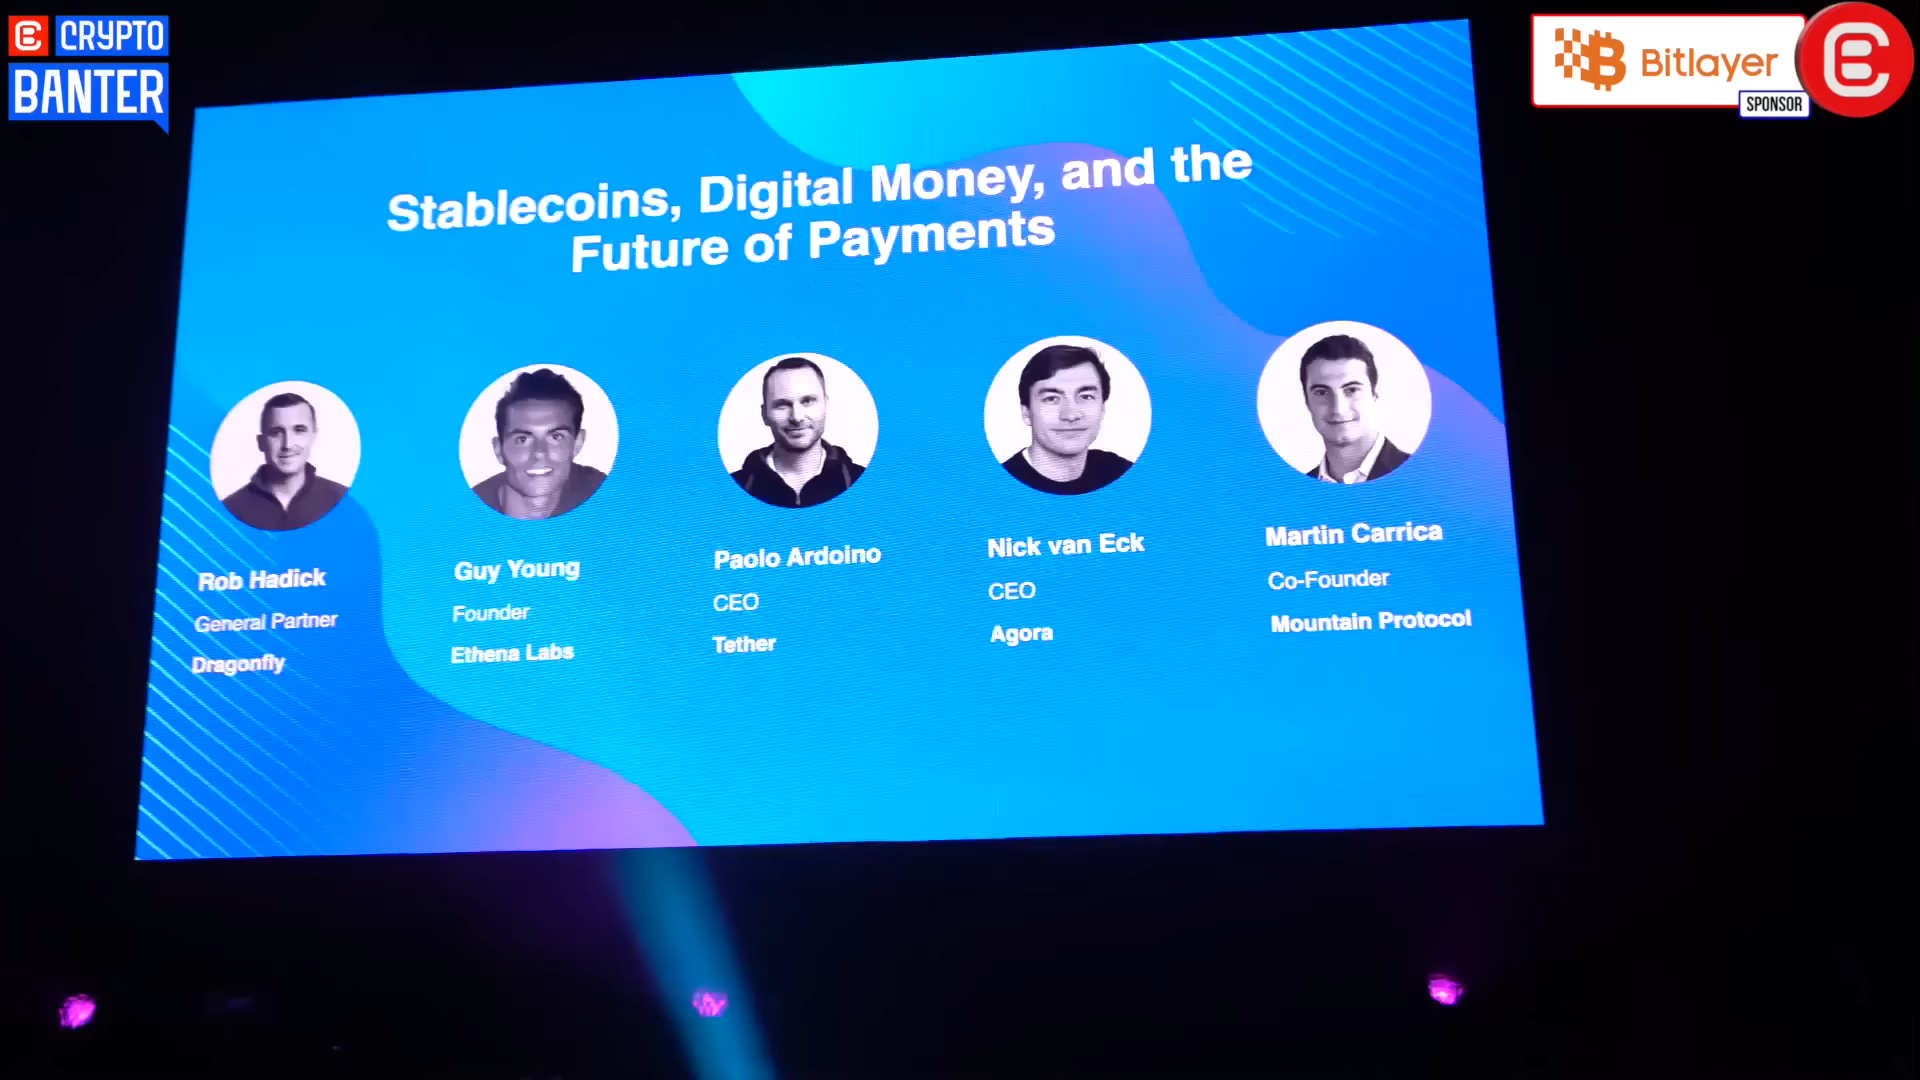 CRYPTO
BANTER
Bitlayer
SPONSOR
Stablecoins, Digital Money, and the
Future of Payments
Rob Hadick
General Partner
Dragonfly
Guy Young
Founder
Ethena Labs
Paolo Ardoino
CEO
Tether
Nick van Eck
CEO
Agora
Martin Carrica
Co-Founder
Mountain Protocol